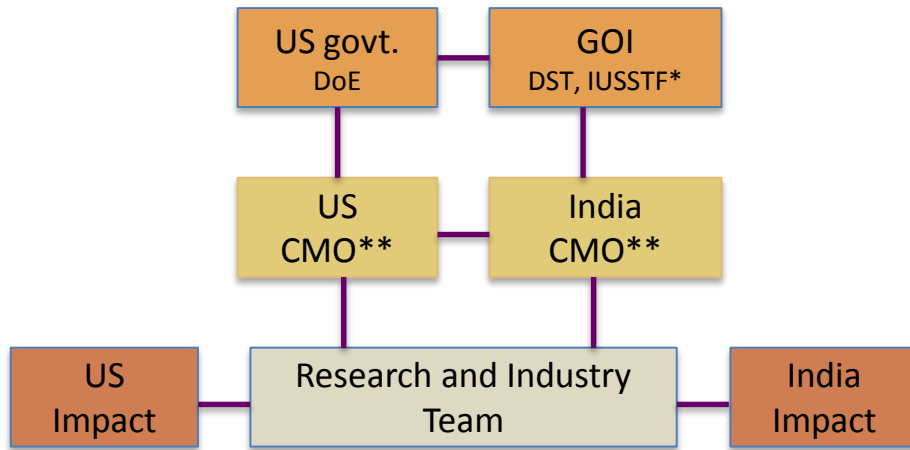 US govt.
DoE
GOI
DST, IUSSTF*
US
CMO**
India
CMO**
US
Impact
Research and Industry
Team
India
Impact